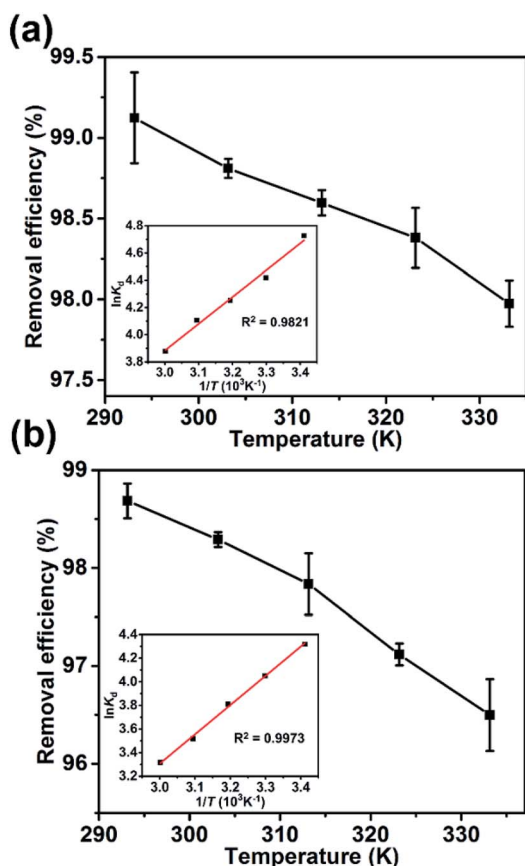 (a)
99.5
99.0
98.5
98.0
97.5
Removal efficiency (%)
4.8
4.6
4.4
4.2
4.0
3.8
lnKd
R² = 0.9821
3.0 3.1 3.2 3.3 3.4
1/T (10³K⁻¹)
290 300 310 320 330
Temperature (K)
(b)
99
98
97
96
Removal efficiency (%)
4.4
4.2
4.0
3.8
3.6
3.4
3.2
lnKd
R² = 0.9973
3.0 3.1 3.2 3.3 3.4
1/T (10³K⁻¹)
290 300 310 320 330
Temperature (K)